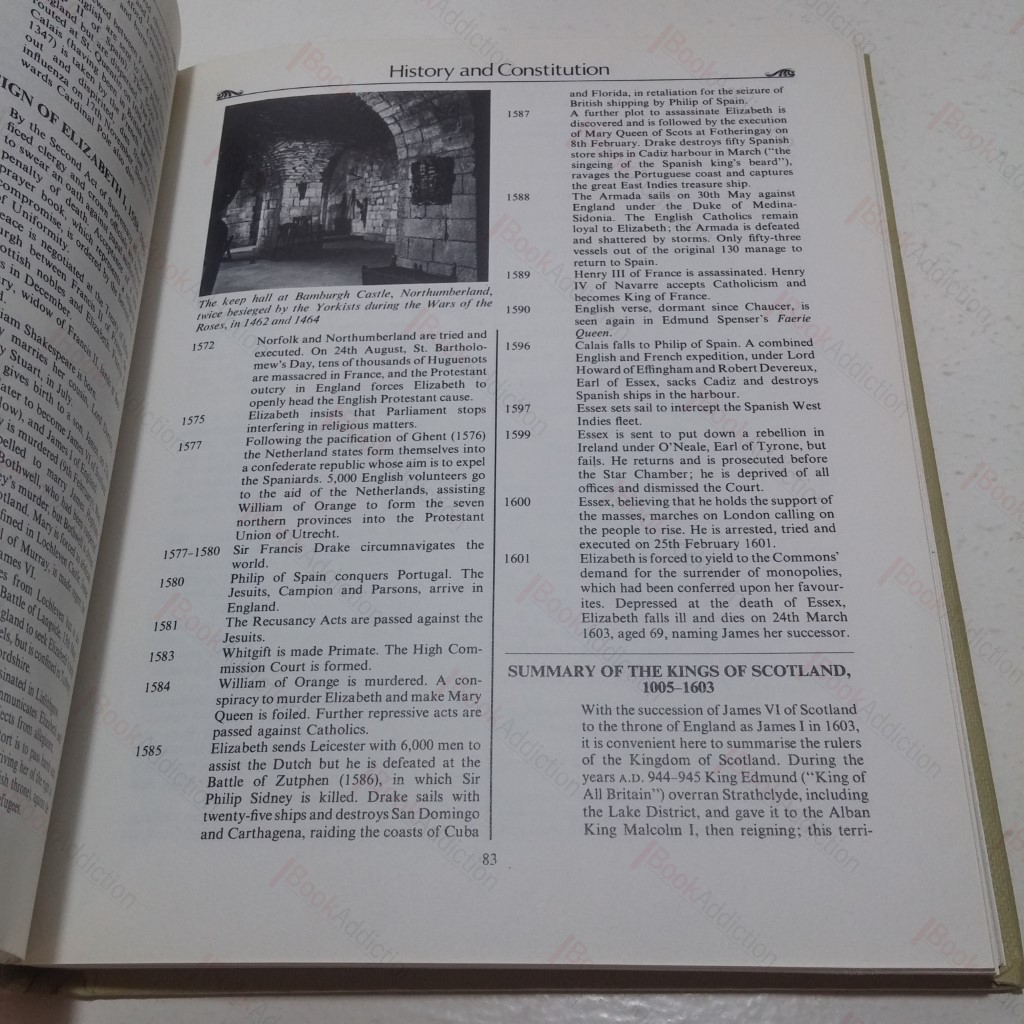 IGN OF ELIZABETH I, 1558
By the Second Act of
ficed clergy and
to swear an oath
penalty of death.
prayer book, which
compromise, is ordered by the
of Uniformity.
History and Constitution
The keep hall at Bamburgh Castle, Northumberland,
twice besieged by the Yorkists during the Wars of the
Roses, in 1462 and 1464
1572 Norfolk and Northumberland are tried and
executed. On 24th August, St. Bartholo-
mew's Day, tens of thousands of Huguenots
are massacred in France, and the Protestant
outcry in England forces Elizabeth to
openly head the English Protestant cause.
1575 Elizabeth insists that Parliament stops
interfering in religious matters.
1577 Following the pacification of Ghent (1576)
the Netherland states form themselves into
a confederate republic whose aim is to expel
the Spaniards. 5,000 English volunteers go
to the aid of the Netherlands, assisting
William of Orange to form the seven
northern provinces into the Protestant
Union of Utrecht.
1577–1580 Sir Francis Drake circumnavigates the
world.
1580 Philip of Spain conquers Portugal. The
Jesuits, Campion and Parsons, arrive in
England.
1581 The Recusancy Acts are passed against the
Jesuits.
1583 Whitgift is made Primate. The High Com-
mission Court is formed.
1584 William of Orange is murdered. A con-
spiracy to murder Elizabeth and make Mary
Queen is foiled. Further repressive acts are
passed against Catholics.
1585 Elizabeth sends Leicester with 6,000 men to
assist the Dutch but he is defeated at the
Battle of Zutphen (1586), in which Sir
Philip Sidney is killed. Drake sails with
twenty-five ships and destroys San Domingo
and Carthagena, raiding the coasts of Cuba
and Florida, in retaliation for the seizure of
British shipping by Philip of Spain.
1587 A further plot to assassinate Elizabeth is
discovered and is followed by the execution
of Mary Queen of Scots at Fotheringay on
8th February. Drake destroys fifty Spanish
store ships in Cadiz harbour in March ("the
singeing of the Spanish king's beard"),
ravages the Portuguese coast and captures
the great East Indies treasure ship.
1588 The Armada sails on 30th May against
England under the Duke of Medina-
Sidonia. The English Catholics remain
loyal to Elizabeth; the Armada is defeated
and shattered by storms. Only fifty-three
vessels out of the original 130 manage to
return to Spain.
1589 Henry III of France is assassinated. Henry
IV of Navarre accepts Catholicism and
becomes King of France.
1590 English verse, dormant since Chaucer, is
seen again in Edmund Spenser's Faerie
Queen.
1596 Calais falls to Philip of Spain. A combined
English and French expedition, under Lord
Howard of Effingham and Robert Devereux,
Earl of Essex, sacks Cadiz and destroys
Spanish ships in the harbour.
1597 Essex sets sail to intercept the Spanish West
Indies fleet.
1599 Essex is sent to put down a rebellion in
Ireland under O'Neale, Earl of Tyrone, but
fails. He returns and is prosecuted before
the Star Chamber; he is deprived of all
offices and dismissed the Court.
1600 Essex, believing that he holds the support of
the masses, marches on London calling on
the people to rise. He is arrested, tried and
executed on 25th February 1601.
1601 Elizabeth is forced to yield to the Commons'
demand for the surrender of monopolies,
which had been conferred upon her favour-
ites. Depressed at the death of Essex,
Elizabeth falls ill and dies on 24th March
1603, aged 69, naming James her successor.
SUMMARY OF THE KINGS OF SCOTLAND,
1005–1603
With the succession of James VI of Scotland
to the throne of England as James I in 1603,
it is convenient here to summarise the rulers
of the Kingdom of Scotland. During the
years A.D. 944–945 King Edmund ("King of
All Britain") overran Strathclyde, including
the Lake District, and gave it to the Alban
King Malcolm I, then reigning; this terri-
83
BookAddiction